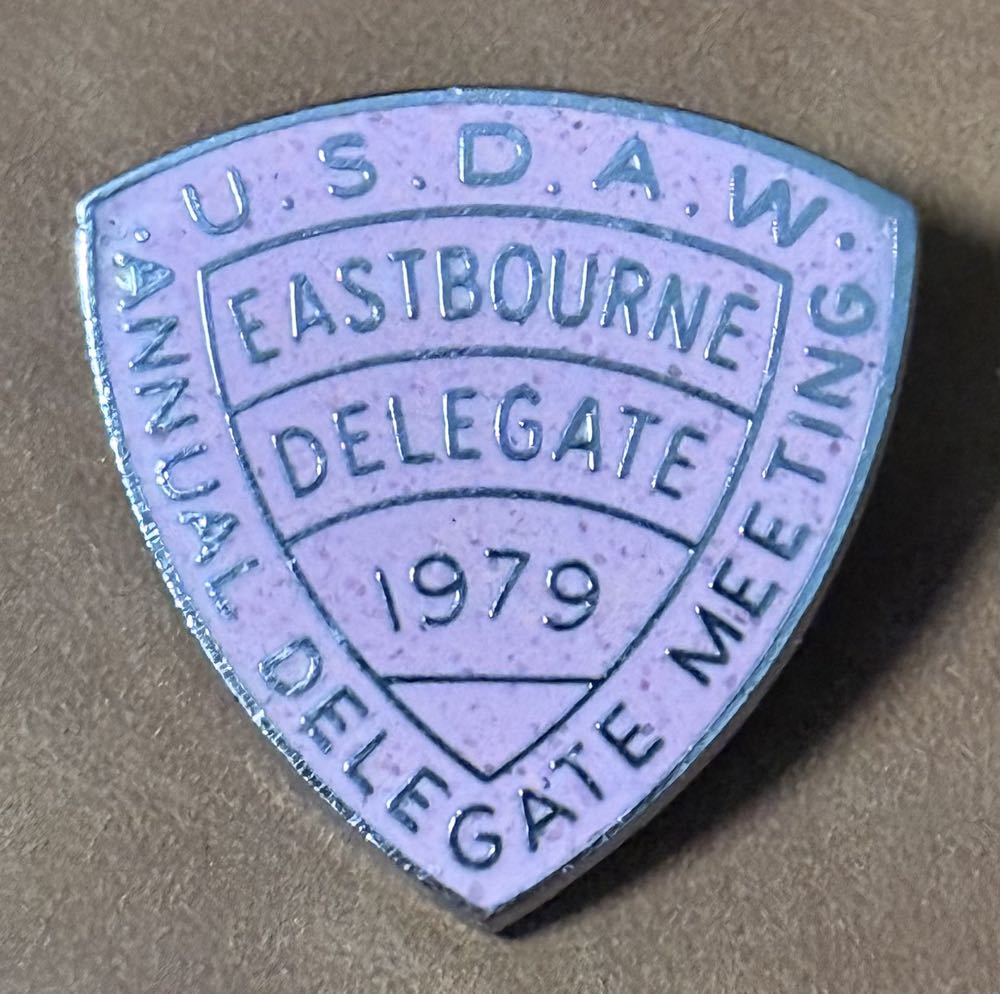 . U . S . D . A . W .
EASTBOURNE
DELEGATE
1979
ANNUAL DELEGATE MEETING